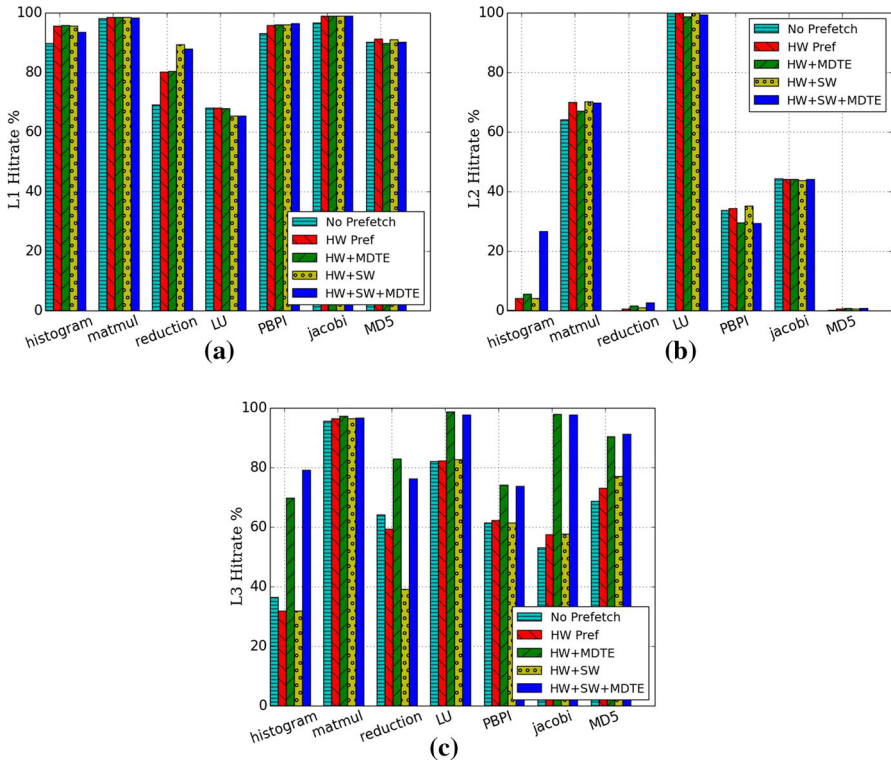 L1 Hitrate %
100
80
60
40
20
0
No Prefetch
HW Pref
HW+MDTE
HW+SW
HW+SW+MDTE
histogram
matmul
reduction
LU
PBPI
jacobi
MD5
(a)
L2 Hitrate %
100
80
60
40
20
0
No Prefetch
HW Pref
HW+MDTE
HW+SW
HW+SW+MDTE
histogram
matmul
reduction
LU
PBPI
jacobi
MD5
(b)
L3 Hitrate %
100
80
60
40
20
0
No Prefetch
HW Pref
HW+MDTE
HW+SW
HW+SW+MDTE
histogram
matmul
reduction
LU
PBPI
jacobi
MD5
(c)